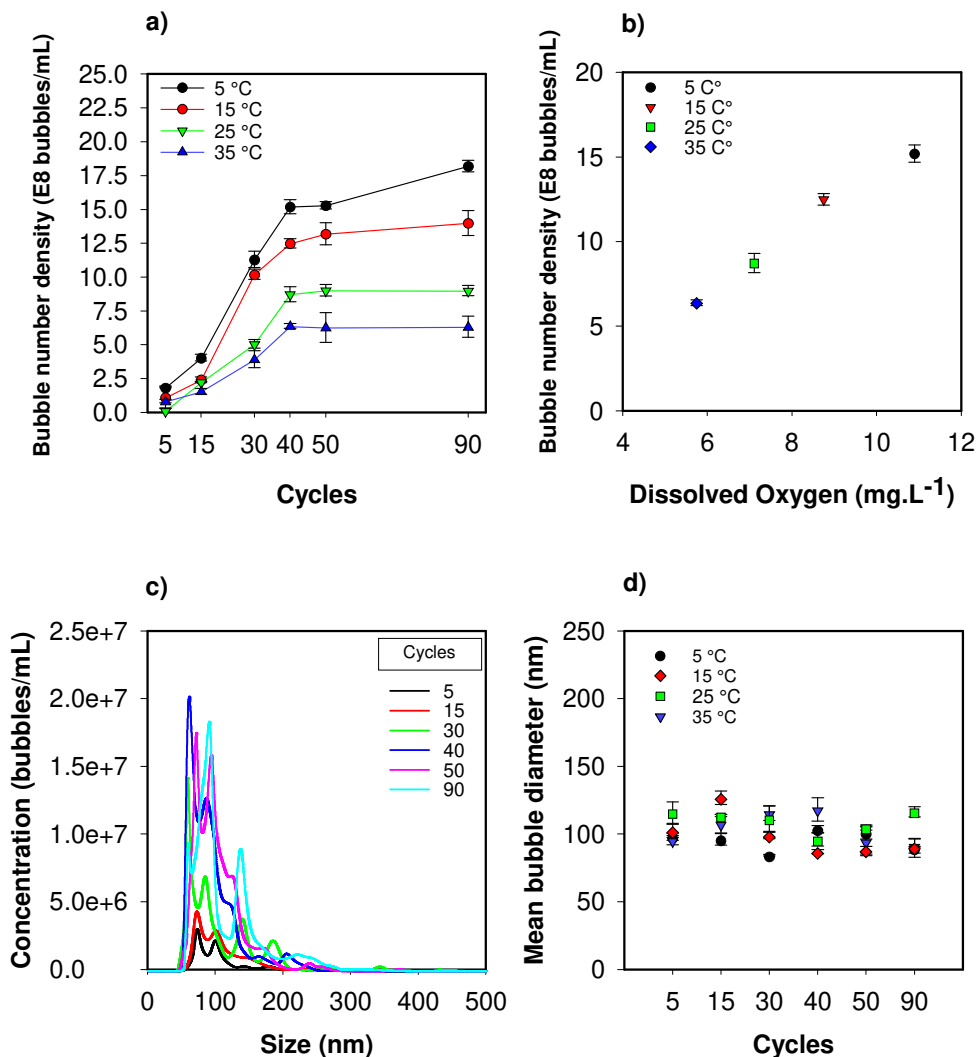 a)
Bubble number density (E8 bubbles/mL)
25.0
22.5
20.0
17.5
15.0
12.5
10.0
7.5
5.0
2.5
0.0
5 °C
15 °C
25 °C
35 °C
5 15 30 40 50 90
Cycles
b)
Bubble number density (E8 bubbles/mL)
20
15
10
5
0
5 C°
15 C°
25 C°
35 C°
4 6 8 10 12
Dissolved Oxygen (mg.L-1)
c)
Concentration (bubbles/mL)
2.5e+7
2.0e+7
1.5e+7
1.0e+7
5.0e+6
0.0
Cycles
5
15
30
40
50
90
0 100 200 300 400 500
Size (nm)
d)
Mean bubble diameter (nm)
250
200
150
100
50
0
5 °C
15 °C
25 °C
35 °C
5 15 30 40 50 90
Cycles